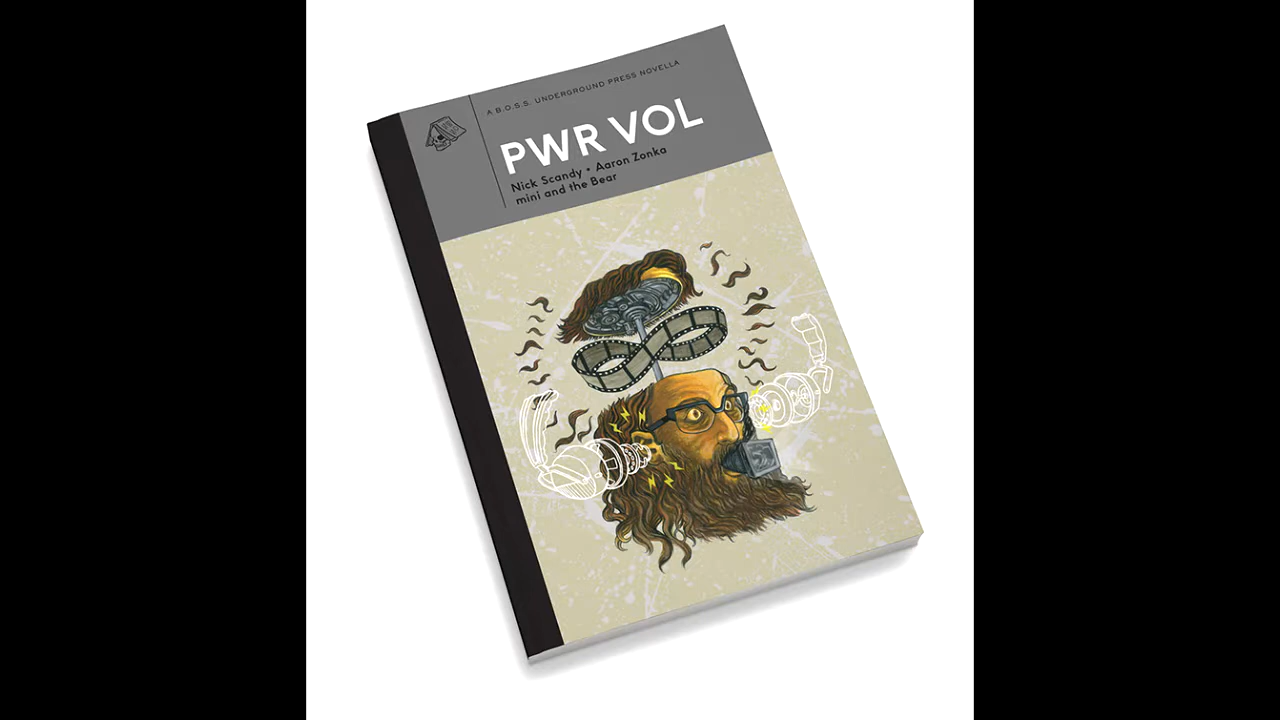 A B.O.S.S. UNDERGROUND PRESS NOVELLA
PWR VOL
Nick Scandy • Aaron Zonka
mini and the Bear